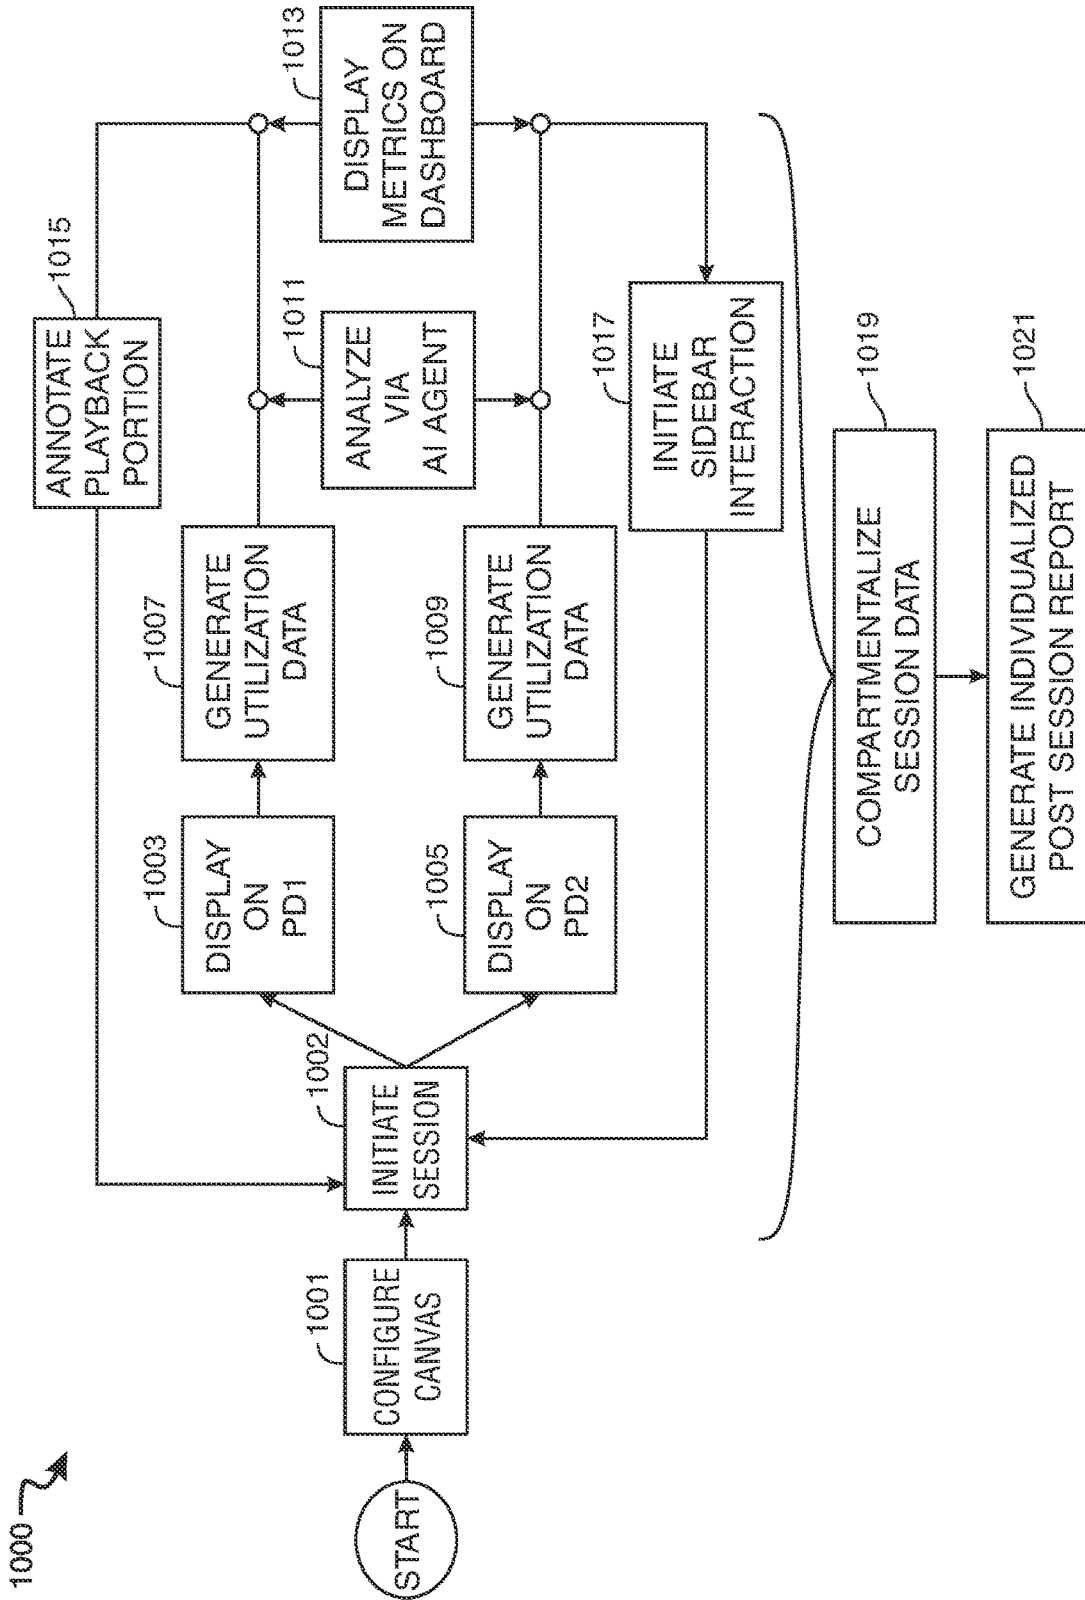 1000
START
1001
CONFIGURE
CANVAS
1002
INITIATE
SESSION
1003
DISPLAY
ON
PD1
1005
DISPLAY
ON
PD2
1007
GENERATE
UTILIZATION
DATA
1009
GENERATE
UTILIZATION
DATA
1011
ANALYZE
VIA
AI AGENT
1013
DISPLAY
METRICS ON
DASHBOARD
1015
ANNOTATE
PLAYBACK
PORTION
1017
INITIATE
SIDEBAR
INTERACTION
1019
COMPARTMENTALIZE
SESSION DATA
1021
GENERATE INDIVIDUALIZED
POST SESSION REPORT